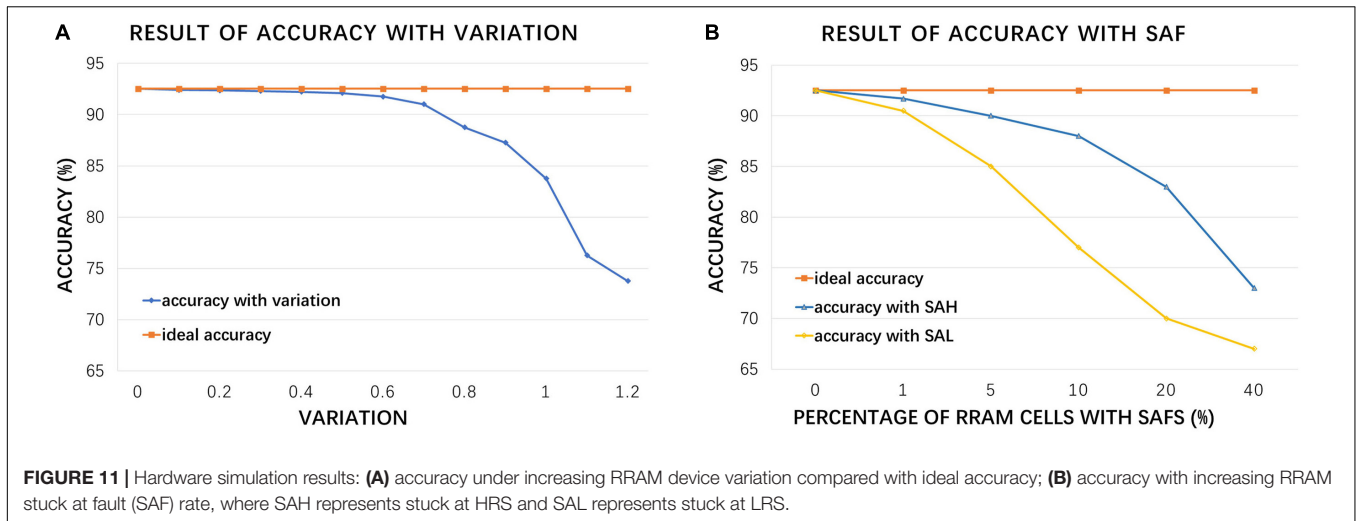 A RESULT OF ACCURACY WITH VARIATION
95
90
85
80
75
70
65
ACCURACY (%)
accuracy with variation
ideal accuracy
0 0.2 0.4 0.6 0.8 1 1.2
VARIATION
B RESULT OF ACCURACY WITH SAF
95
90
85
80
75
70
65
ACCURACY (%)
ideal accuracy
accuracy with SAH
accuracy with SAL
0 1 5 10 20 40
PERCENTAGE OF RRAM CELLS WITH SAFS (%)
FIGURE 11 | Hardware simulation results: (A) accuracy under increasing RRAM device variation compared with ideal accuracy; (B) accuracy with increasing RRAM
stuck at fault (SAF) rate, where SAH represents stuck at HRS and SAL represents stuck at LRS.